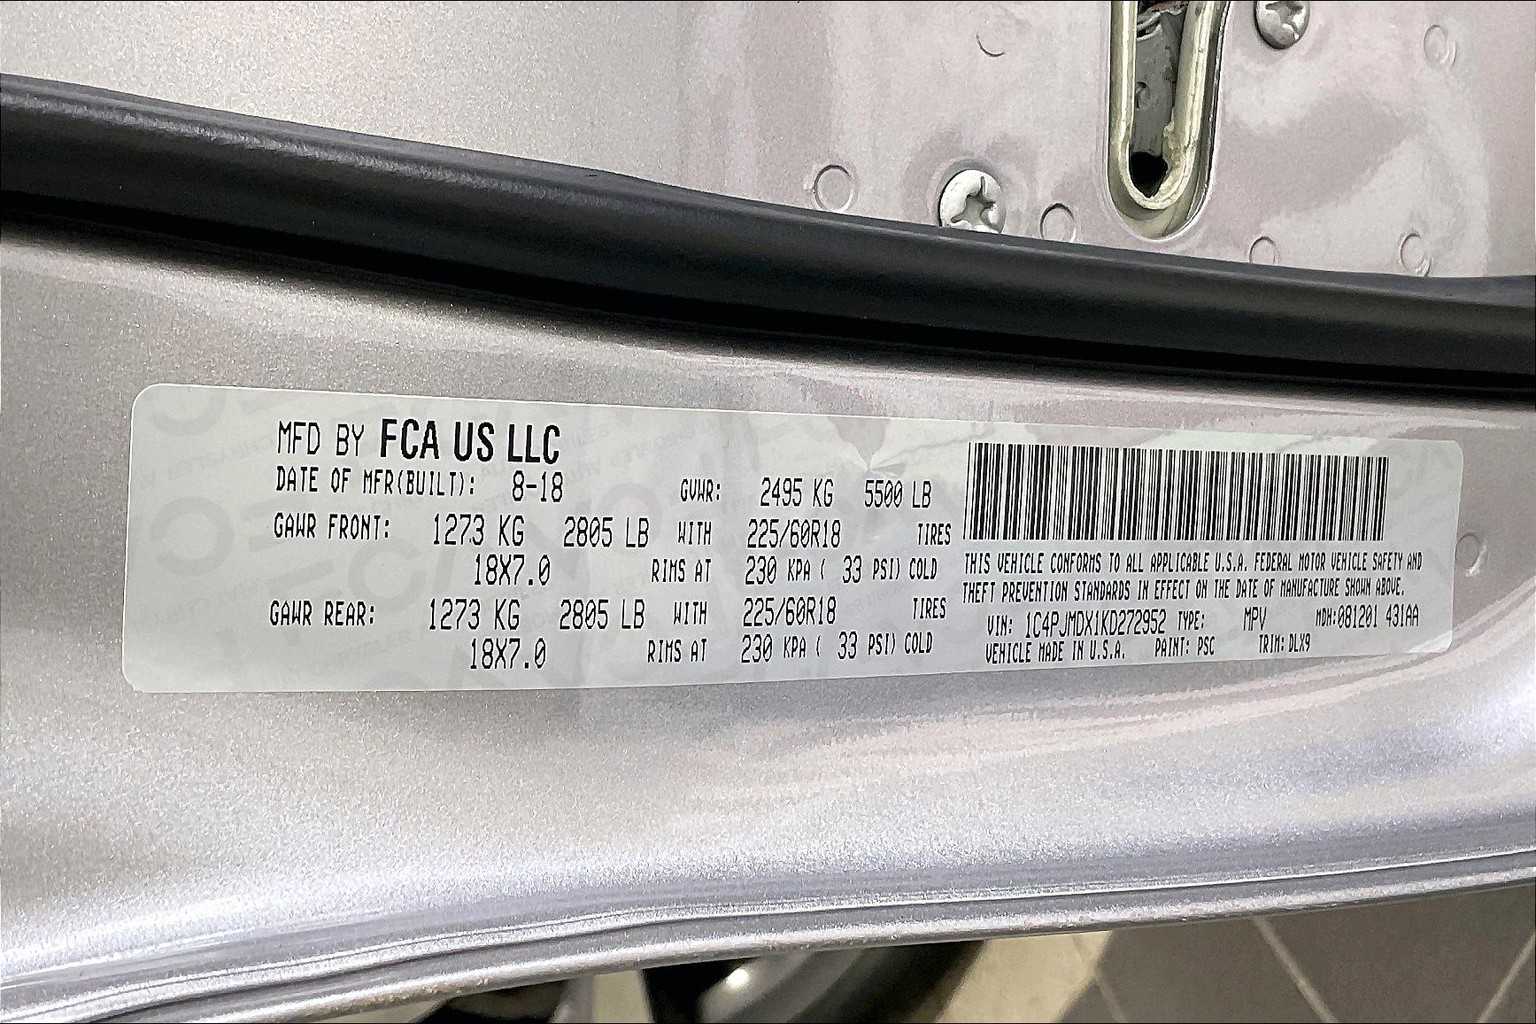 MFD BY FCA US LLC
DATE OF MFR(BUILT): 8-18 GVWR: 2495 KG 5500 LB
GAWR FRONT: 1273 KG 2805 LB WITH 225/60R18 TIRES
18X7.0 RIMS AT 230 KPA ( 33 PSI) COLD
GAWR REAR: 1273 KG 2805 LB WITH 225/60R18 TIRES
18X7.0 RIMS AT 230 KPA ( 33 PSI) COLD
THIS VEHICLE CONFORMS TO ALL APPLICABLE U.S.A. FEDERAL MOTOR VEHICLE SAFETY AND
THEFT PREVENTION STANDARDS IN EFFECT ON THE DATE OF MANUFACTURE SHOWN ABOVE.
VIN: 1C4PJMDX1KD272952 TYPE: MPV MDH:081201 431AA
VEHICLE MADE IN U.S.A. PAINT: PSC TRIM: DLX9